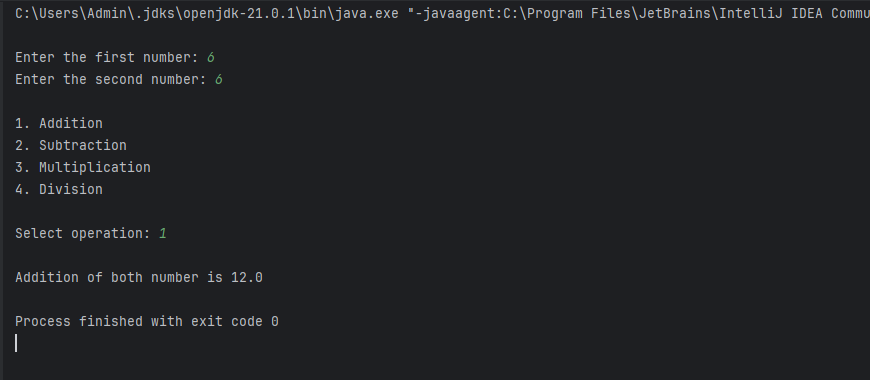 C:\Users\Admin\.jdks\openjdk-21.0.1\bin\java.exe "-javaagent:C:\Program Files\JetBrains\IntelliJ IDEA Commu
Enter the first number: 6
Enter the second number: 6
1. Addition
2. Subtraction
3. Multiplication
4. Division
Select operation: 1
Addition of both number is 12.0
Process finished with exit code 0